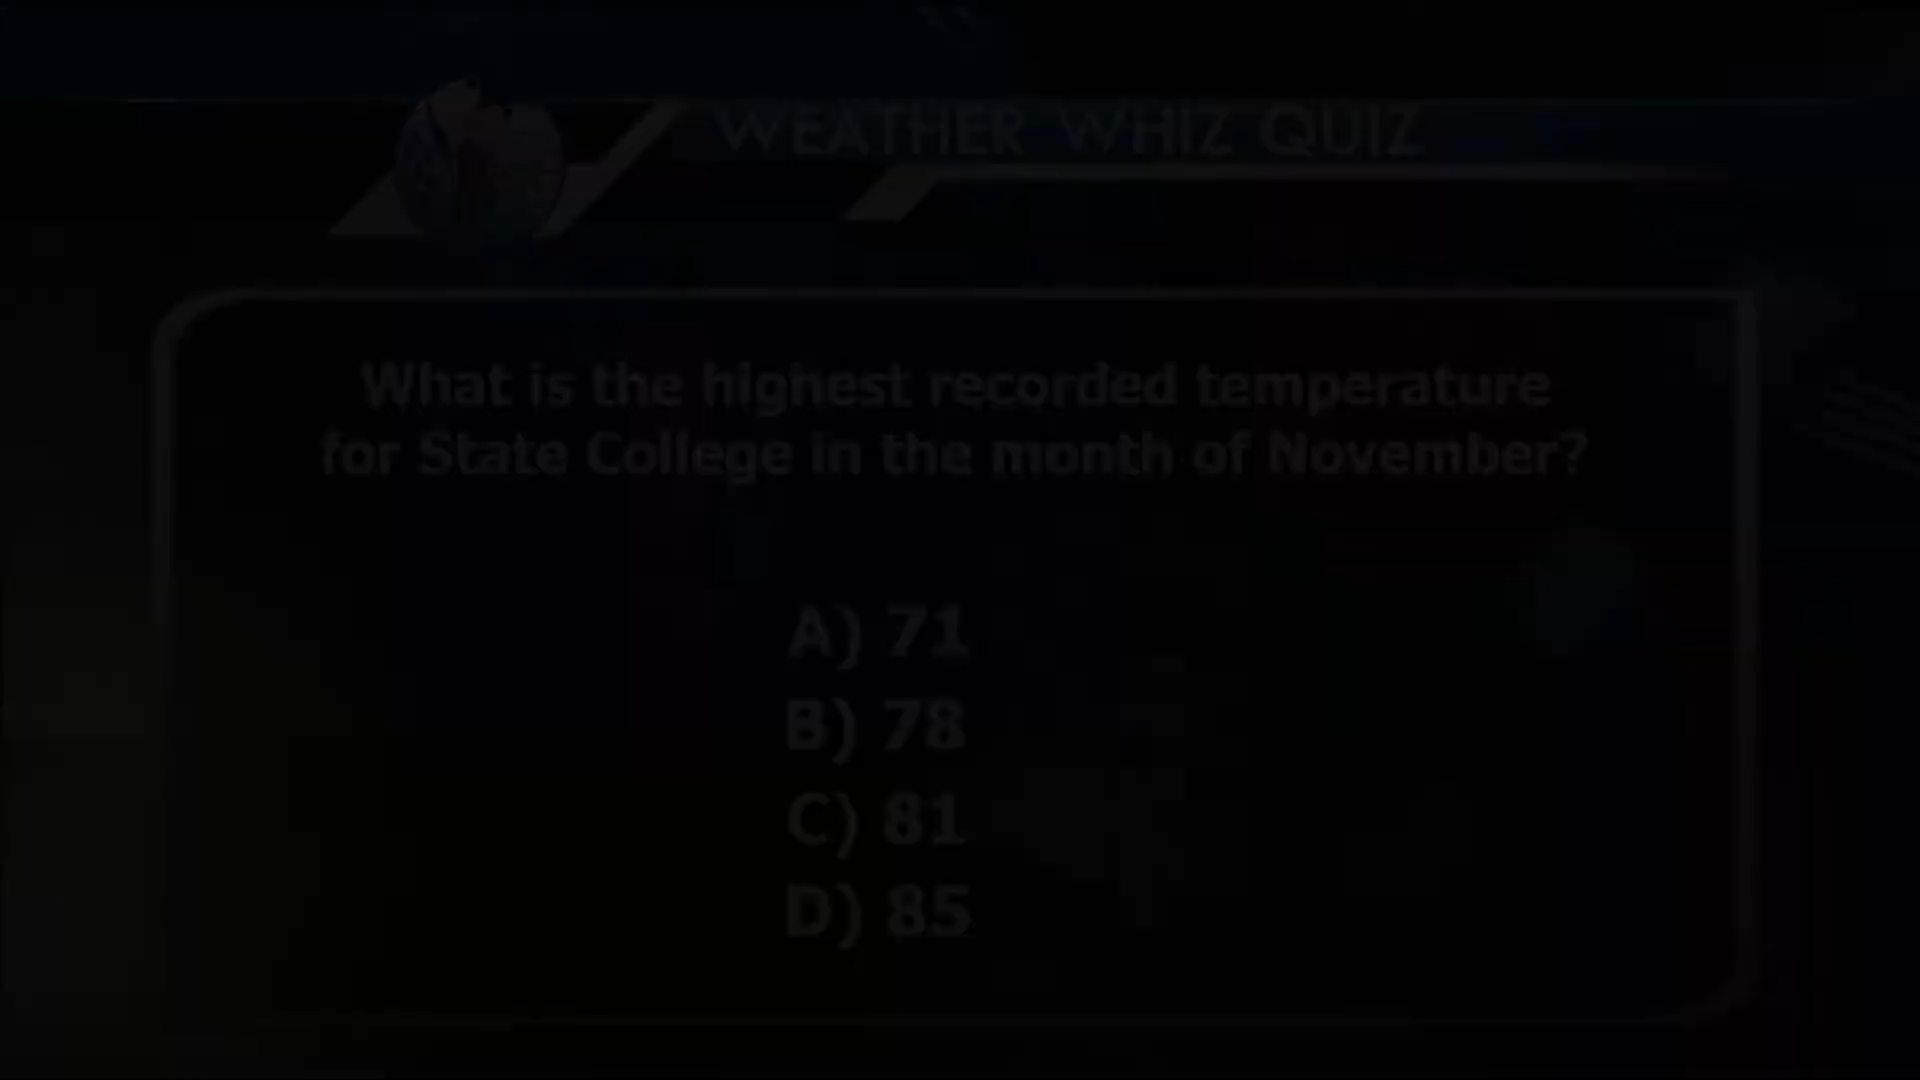 WEATHER WHIZ QUIZ
What is the highest recorded temperature
for State College in the month of November?
A) 71
B) 78
C) 81
D) 85